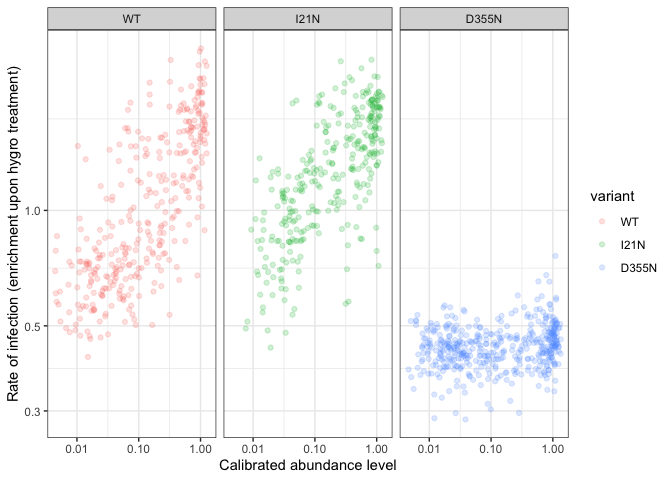 WT
I21N
D355N
Rate of infection (enrichment upon hygro treatment)
1.0
0.5
0.3
0.01
0.10
1.00
0.01
0.10
1.00
0.01
0.10
1.00
Calibrated abundance level
variant
WT
I21N
D355N